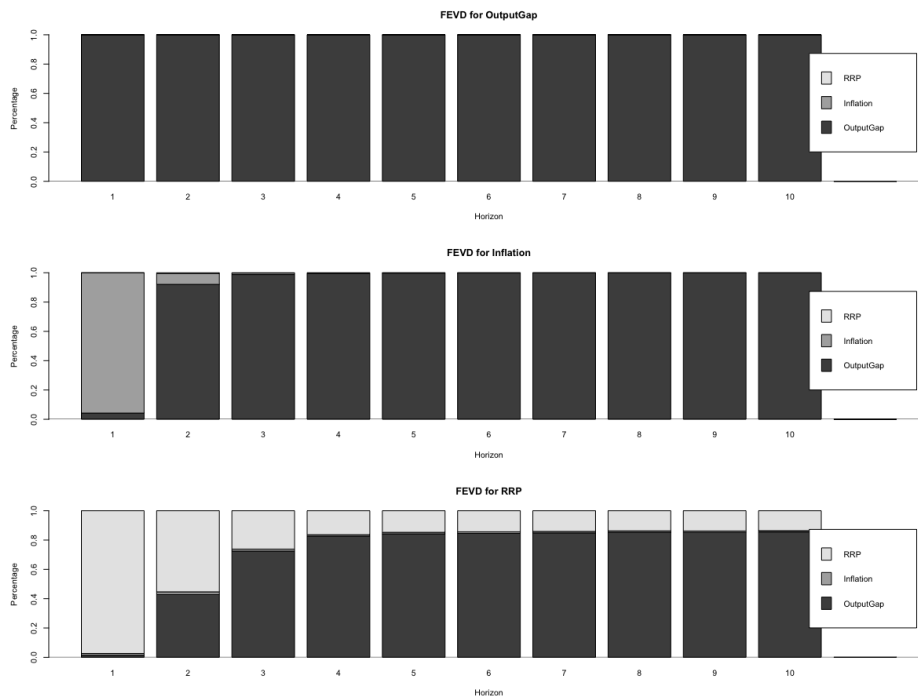 FEVD for OutputGap
Percentage
1.0
0.8
0.6
0.4
0.2
0.0
RRP
Inflation
OutputGap
1 2 3 4 5 6 7 8 9 10
Horizon
FEVD for Inflation
Percentage
1.0
0.8
0.6
0.4
0.2
0.0
RRP
Inflation
OutputGap
1 2 3 4 5 6 7 8 9 10
Horizon
FEVD for RRP
Percentage
1.0
0.8
0.6
0.4
0.2
0.0
RRP
Inflation
OutputGap
1 2 3 4 5 6 7 8 9 10
Horizon